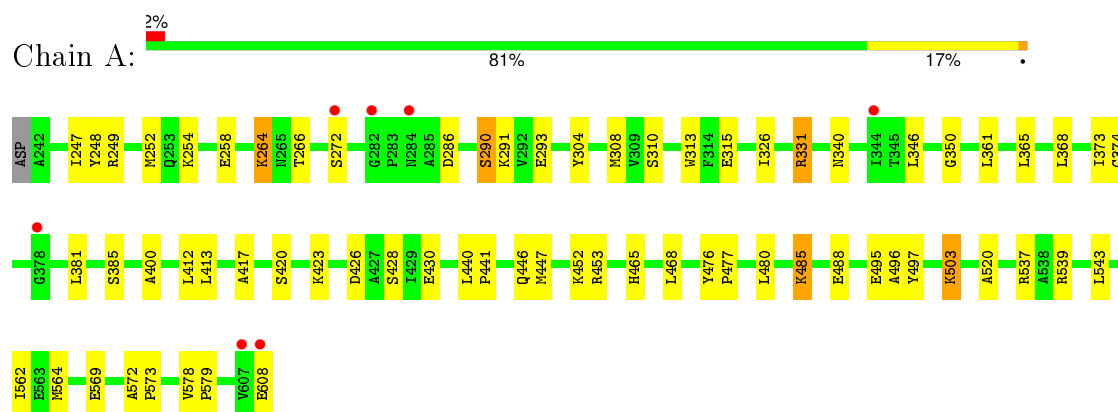 2%
Chain A:
81% 17% •
ASP A242 I247 Y248 R249 M252 Q253 K254 E258 K264 N265 T266 S272 G282 P283 N284 A285 D286 S290 K291 V292 E293 Y304 M308 V309 S310 W313 F314 E315 I326 R331 N340 I344 T345 L346 G350 L361 L365 L368 I373 G374
G378 L381 S385 A400 L412 L413 A417 S420 K423 D426 A427 S428 I429 E430 L440 P441 Q446 M447 K452 R453 H465 L468 Y476 P477 L480 K485 E488 E495 A496 Y497 K503 A520 R537 A538 R539 L543
I562 E563 M564 E569 A572 P573 V578 P579 V607 E608